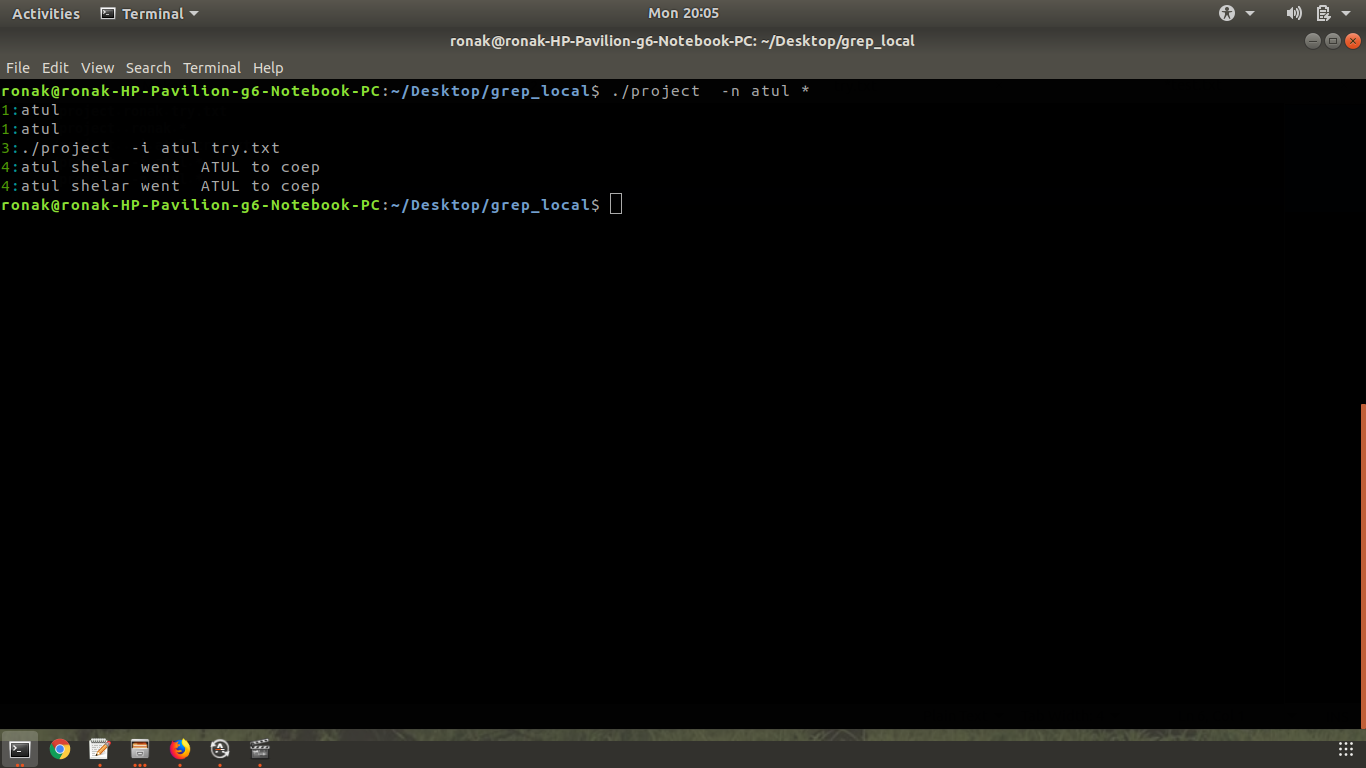 Activities Terminal Mon 20:05
ronak@ronak-HP-Pavilion-g6-Notebook-PC: ~/Desktop/grep_local
File Edit View Search Terminal Help
ronak@ronak-HP-Pavilion-g6-Notebook-PC:~/Desktop/grep_local$ ./project  -n atul *
1:atul
1:atul
3:./project  -i atul try.txt
4:atul shelar went  ATUL to coep
4:atul shelar went  ATUL to coep
ronak@ronak-HP-Pavilion-g6-Notebook-PC:~/Desktop/grep_local$